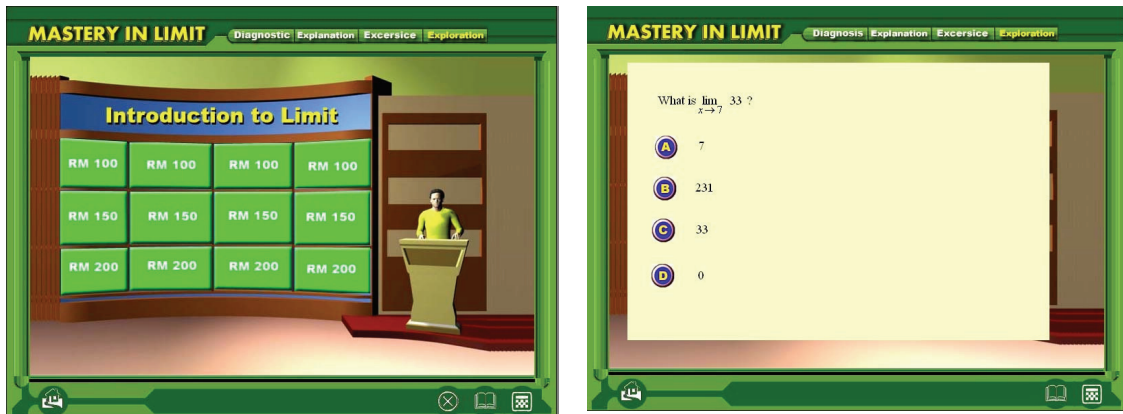 MASTERY IN LIMIT
Diagnostic Explanation Excersice Exploration
Introduction to Limit
RM 100 RM 100 RM 100 RM 100
RM 150 RM 150 RM 150 RM 150
RM 200 RM 200 RM 200 RM 200
MASTERY IN LIMIT
Diagnosis Explanation Excersice Exploration
What is lim x→7 33 ?
A 7
B 231
C 33
D 0